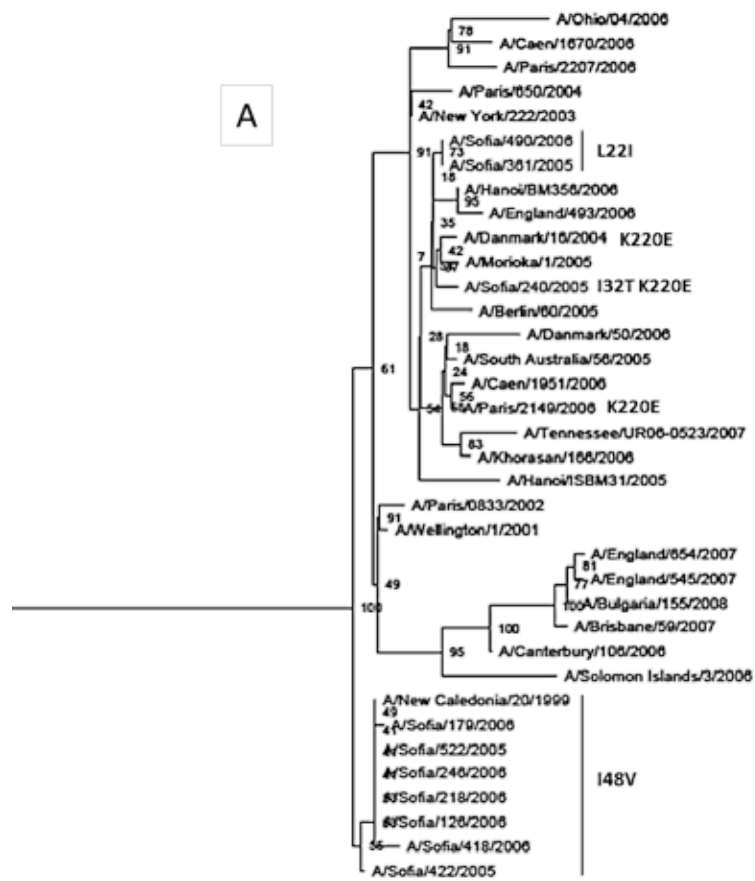 A/Ohio/04/2006
78
A/Caen/1670/2006
91
A/Paris/2207/2006
A
A/Paris/650/2004
42
A/New York/222/2003
A/Sofia/490/2006
91 73 L22I
A/Sofia/361/2005
18
A/Hanoi/BM356/2006
95
A/England/493/2006
35
A/Danmark/16/2004 K220E
42
7 A/Morioka/1/2005
A/Sofia/240/2005 I32T K220E
A/Berlin/60/2005
28 A/Danmark/50/2006
18
A/South Australia/56/2005
61 24
A/Caen/1951/2006
56
54 A/Paris/2149/2006 K220E
A/Tennessee/UR06-0523/2007
83
A/Khorasan/166/2006
A/Hanoi/ISBM31/2005
A/Paris/0833/2002
91
A/Wellington/1/2001
A/England/654/2007
81
49 77 A/England/545/2007
100 100 A/Bulgaria/155/2008
100 A/Brisbane/59/2007
95 A/Canterbury/106/2006
A/Solomon Islands/3/2006
A/New Caledonia/20/1999
49
A/Sofia/179/2006
41
A/Sofia/522/2005
A/Sofia/246/2006 I48V
A/Sofia/218/2006
A/Sofia/126/2006
A/Sofia/418/2006
A/Sofia/422/2005